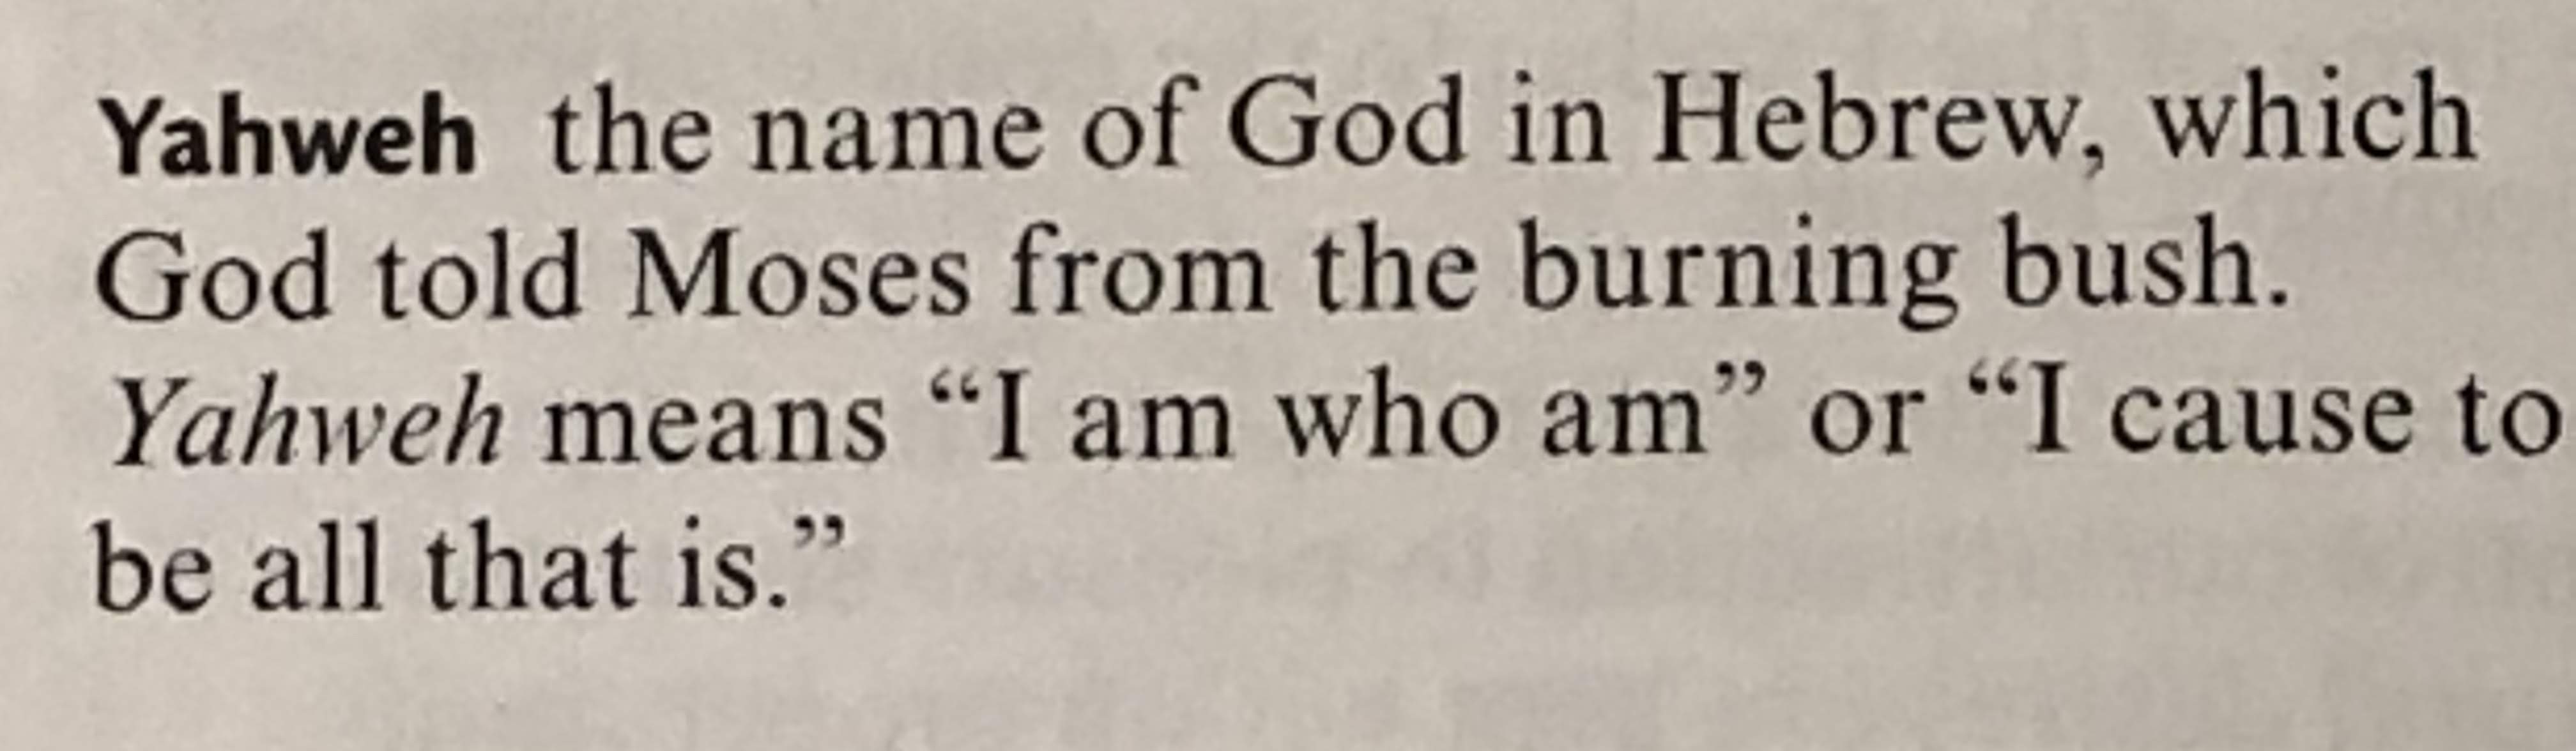 Yahweh the name of God in Hebrew, which
God told Moses from the burning bush.
Yahweh means “I am who am” or “I cause to
be all that is.”